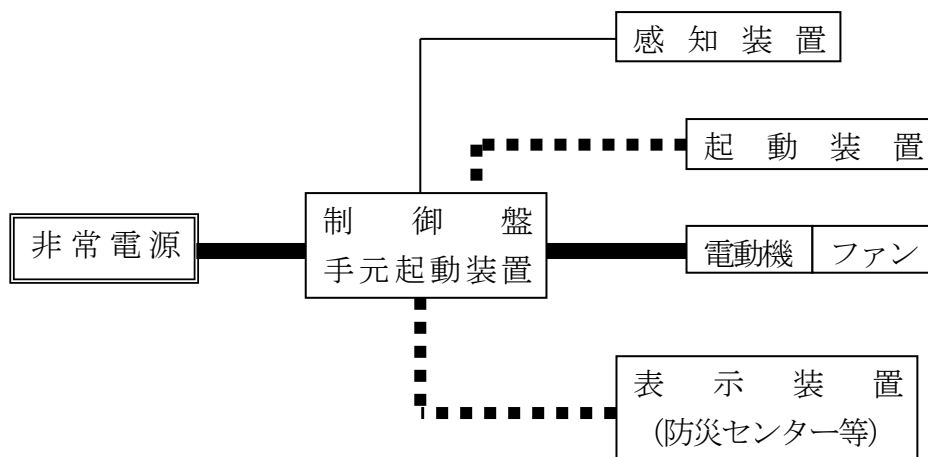 感知装置
起動装置
制御盤
手元起動装置
非常電源
電動機
ファン
表示装置
(防災センター等)